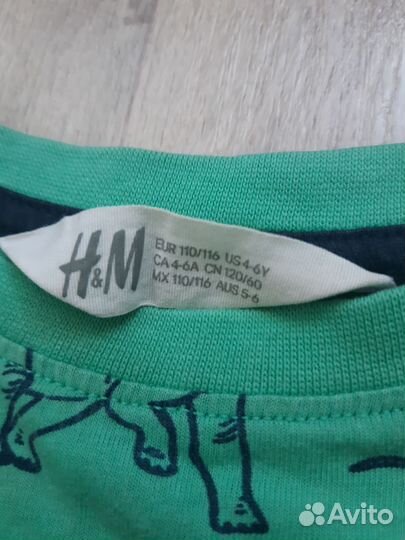 H&M
EUR 110/116 US 4-6Y
CA 4-6A CN 120/60
MX 110/116 AUS 5-6
Avito